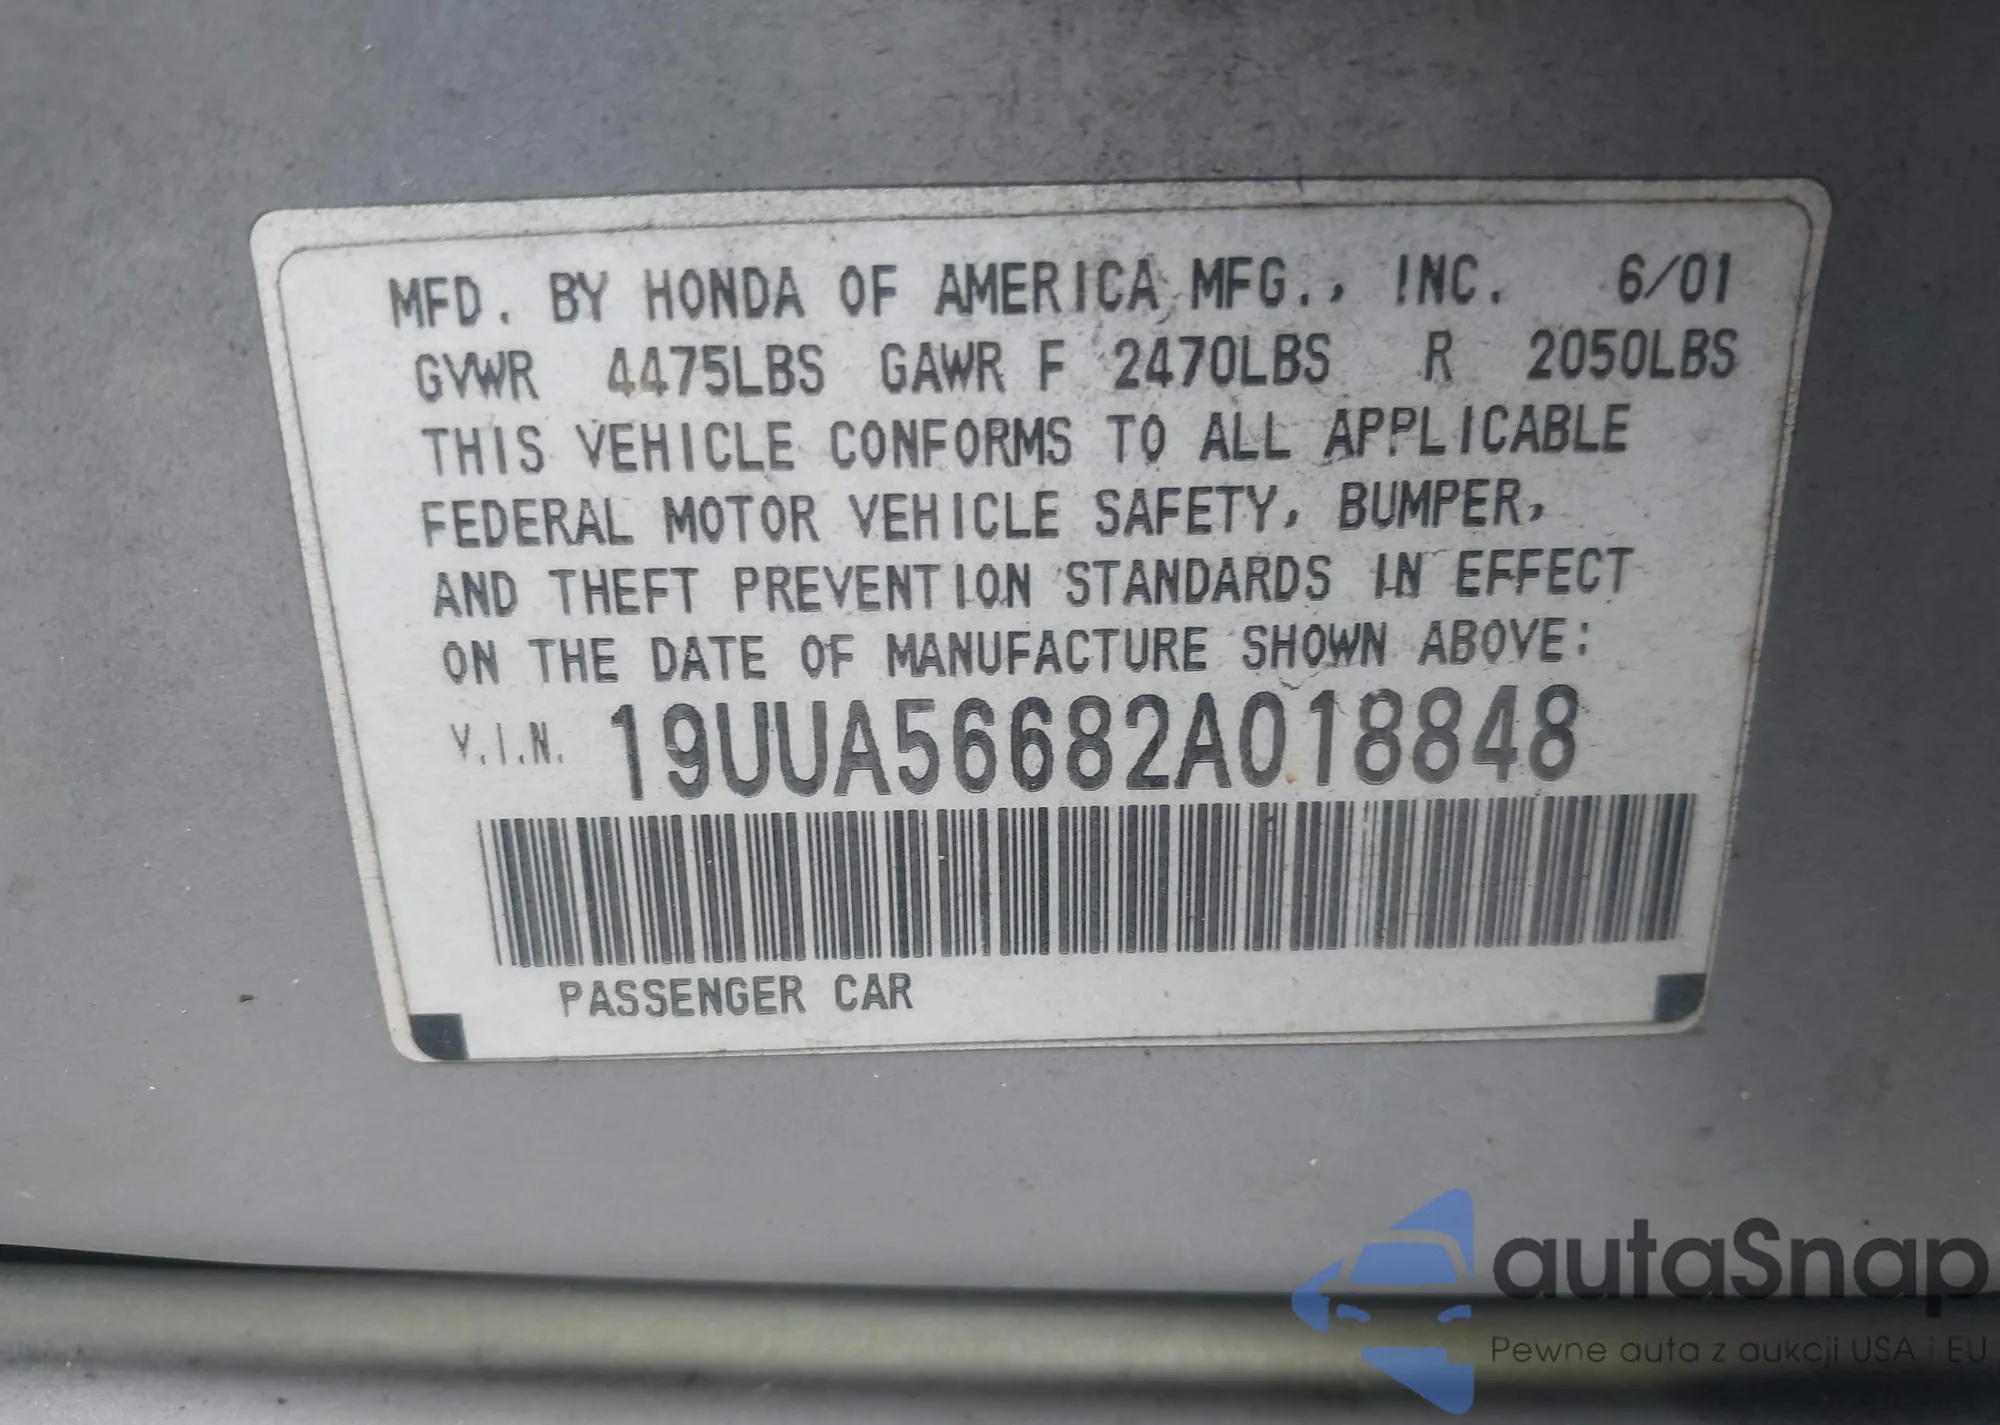 MFD. BY HONDA OF AMERICA MFG., INC. 6/01
GVWR 4475LBS GAWR F 2470LBS R 2050LBS
THIS VEHICLE CONFORMS TO ALL APPLICABLE
FEDERAL MOTOR VEHICLE SAFETY, BUMPER,
AND THEFT PREVENTION STANDARDS IN EFFECT
ON THE DATE OF MANUFACTURE SHOWN ABOVE:
V.I.N. 19UUA56682A018848
PASSENGER CAR
autaSnap
Pewne auta z aukcji USA i EU